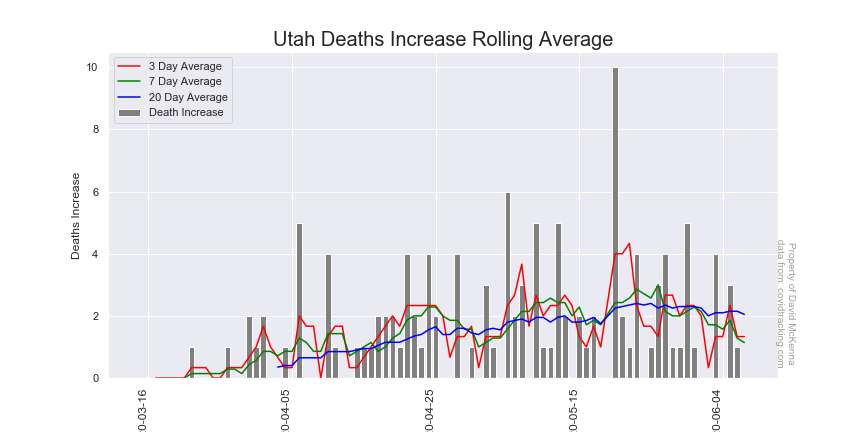 Utah Deaths Increase Rolling Average
3 Day Average
7 Day Average
20 Day Average
Death Increase
Deaths Increase
10
8
6
4
2
0
0-03-16
0-04-05
0-04-25
0-05-15
0-06-04
Property of David McKenna
data from: covidtracking.com